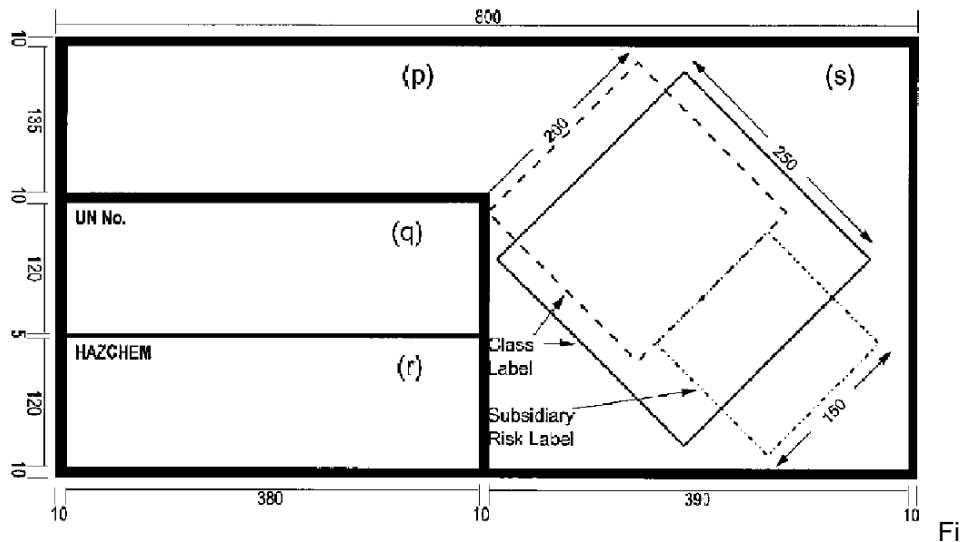 800
10
135
10
120
5
120
10
(p)
(s)
200
250
UN No.
(q)
HAZCHEM
(r)
Class
Label
Subsidiary
Risk Label
150
380
390
10
10
10
Fi